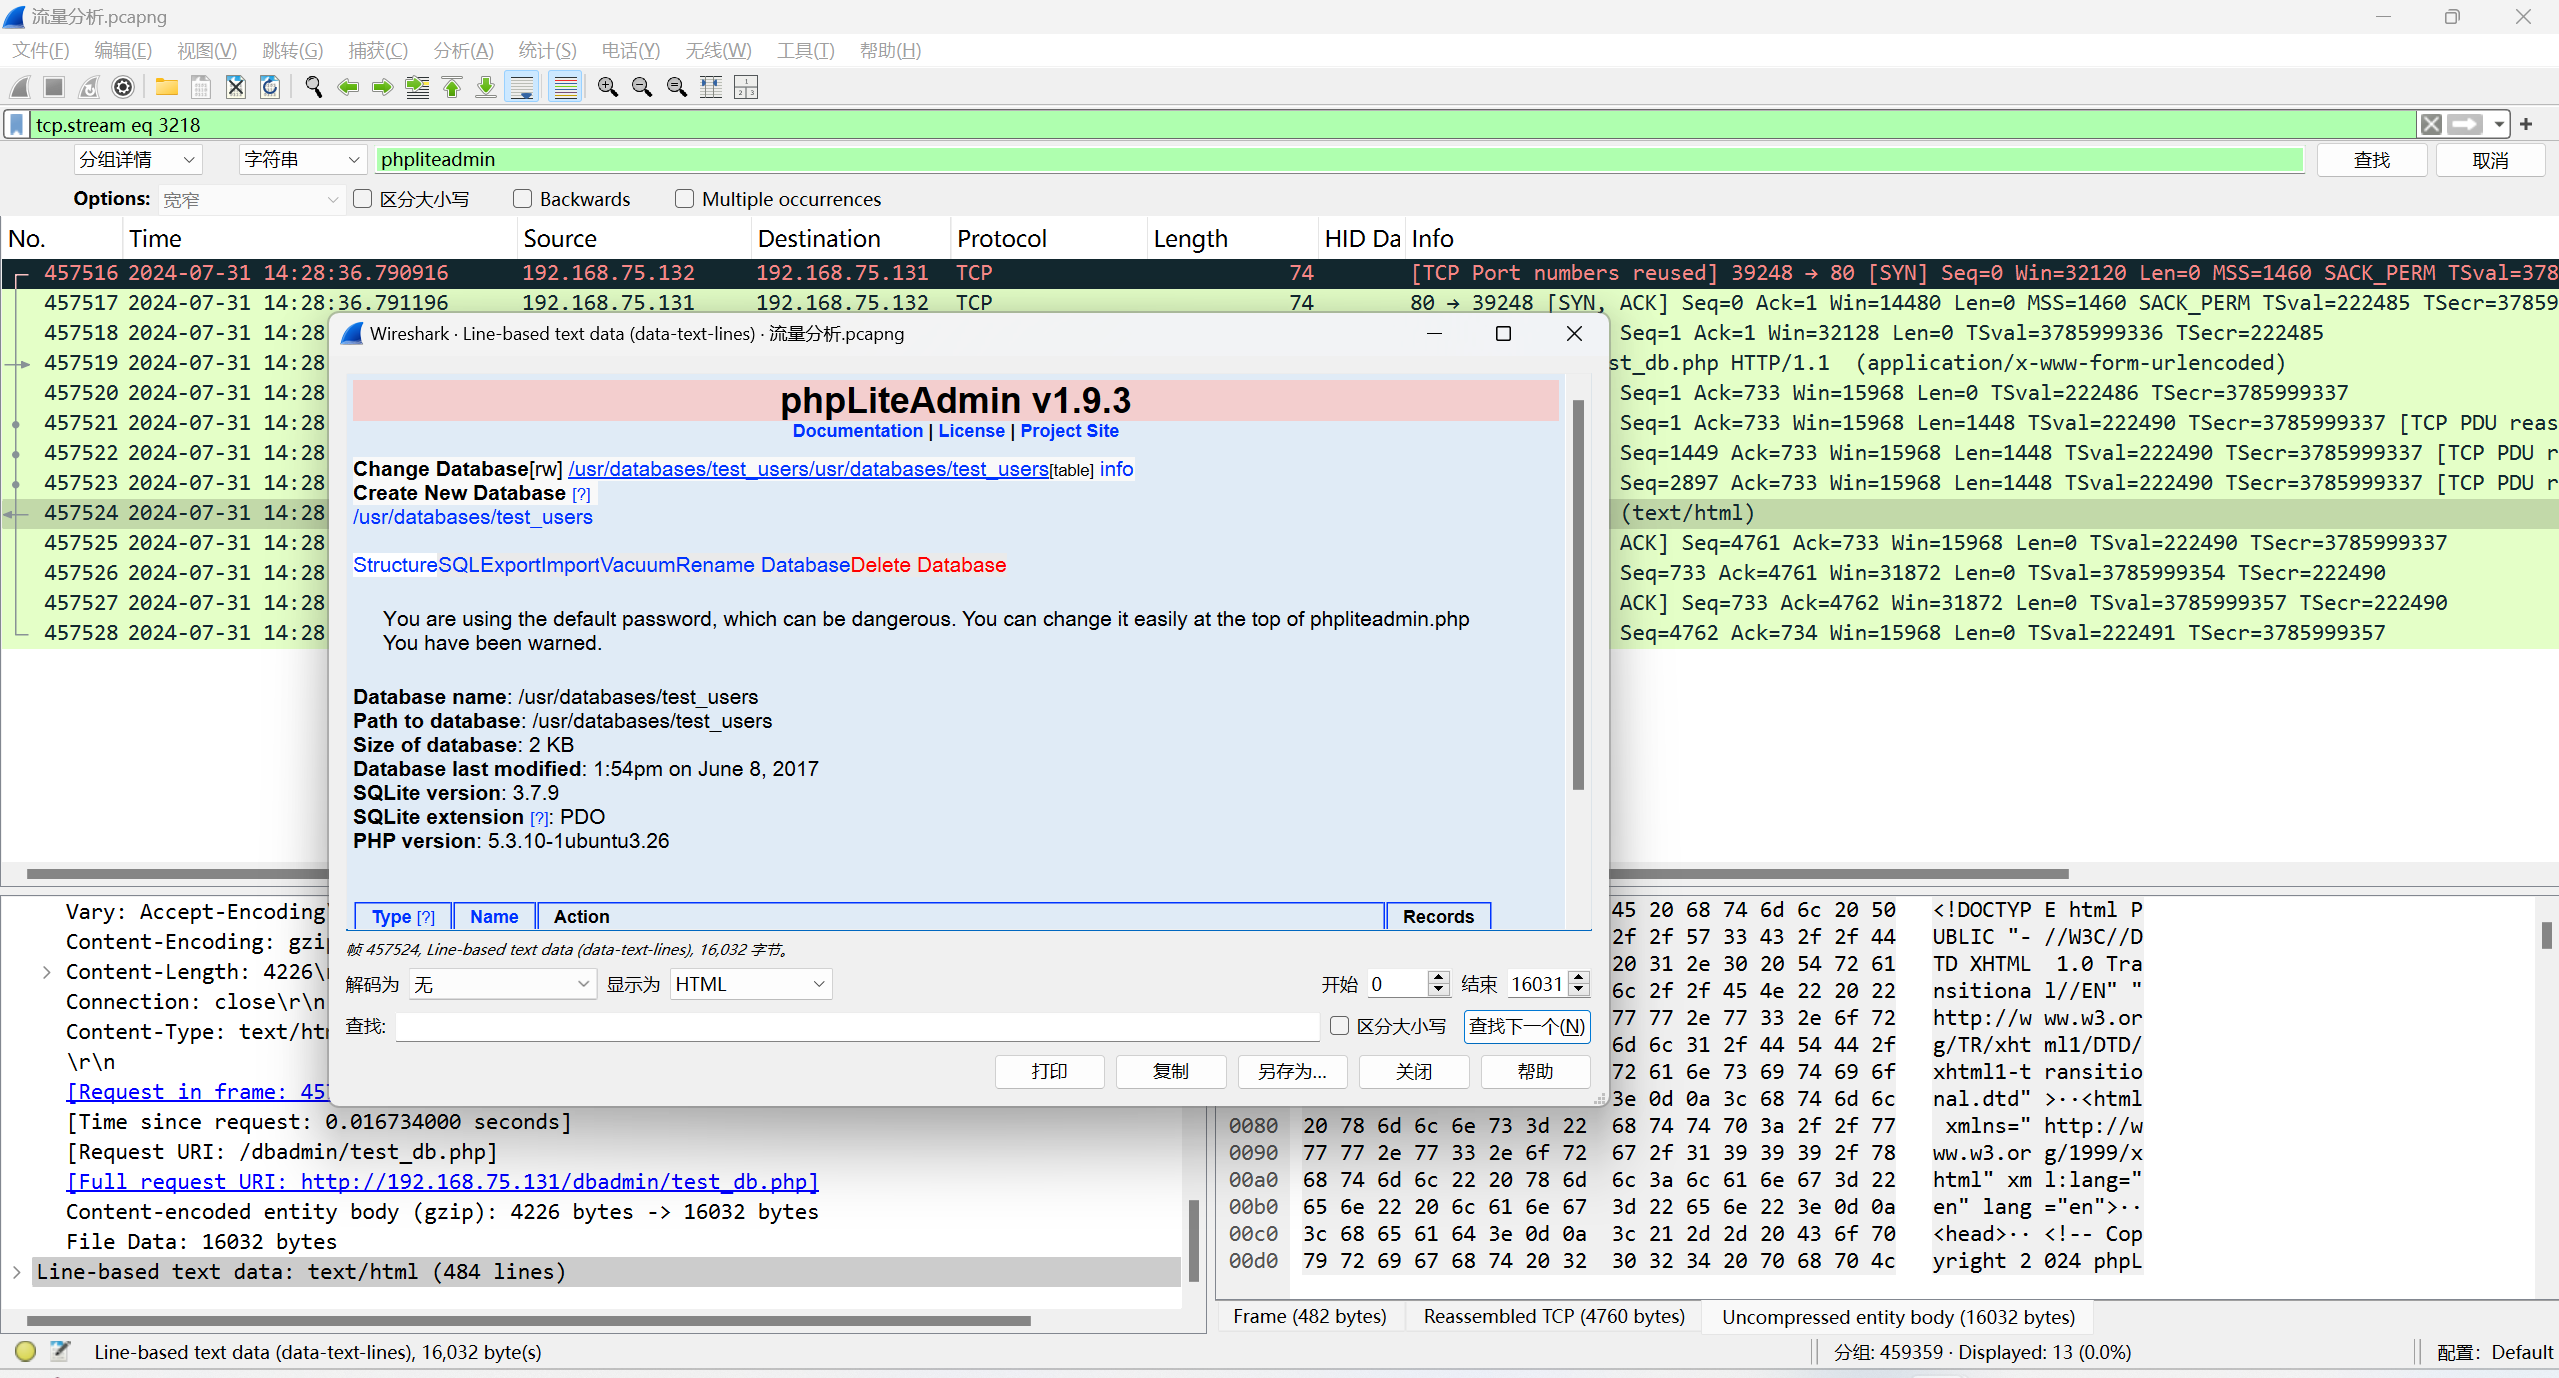 流量分析.pcapng
文件(F) 编辑(E) 视图(V) 跳转(G) 捕获(C) 分析(A) 统计(S) 电话(Y) 无线(W) 工具(T) 帮助(H)
tcp.stream eq 3218
分组详情 字符串 phpliteadmin 查找 取消
Options: 宽窄 区分大小写 Backwards Multiple occurrences
No. Time Source Destination Protocol Length HID Da Info
457516 2024-07-31 14:28:36.790916 192.168.75.132 192.168.75.131 TCP 74 [TCP Port numbers reused] 39248 → 80 [SYN] Seq=0 Win=32120 Len=0 MSS=1460 SACK_PERM TSval=378
457517 2024-07-31 14:28:36.791196 192.168.75.131 192.168.75.132 TCP 74 80 → 39248 [SYN, ACK] Seq=0 Ack=1 Win=14480 Len=0 MSS=1460 SACK_PERM TSval=222485 TSecr=37859
457518 2024-07-31 14:28 Seq=1 Ack=1 Win=32128 Len=0 TSval=3785999336 TSecr=222485
457519 2024-07-31 14:28 st_db.php HTTP/1.1 (application/x-www-form-urlencoded)
457520 2024-07-31 14:28 Seq=1 Ack=733 Win=15968 Len=0 TSval=222486 TSecr=3785999337
457521 2024-07-31 14:28 Seq=1 Ack=733 Win=15968 Len=1448 TSval=222490 TSecr=3785999337 [TCP PDU reas
457522 2024-07-31 14:28 Seq=1449 Ack=733 Win=15968 Len=1448 TSval=222490 TSecr=3785999337 [TCP PDU r
457523 2024-07-31 14:28 Seq=2897 Ack=733 Win=15968 Len=1448 TSval=222490 TSecr=3785999337 [TCP PDU r
457524 2024-07-31 14:28 (text/html)
457525 2024-07-31 14:28 ACK] Seq=4761 Ack=733 Win=15968 Len=0 TSval=222490 TSecr=3785999337
457526 2024-07-31 14:28 Seq=733 Ack=4761 Win=31872 Len=0 TSval=3785999354 TSecr=222490
457527 2024-07-31 14:28 ACK] Seq=733 Ack=4762 Win=31872 Len=0 TSval=3785999357 TSecr=222490
457528 2024-07-31 14:28 Seq=4762 Ack=734 Win=15968 Len=0 TSval=222491 TSecr=3785999357
Wireshark · Line-based text data (data-text-lines) · 流量分析.pcapng
phpLiteAdmin v1.9.3
Documentation | License | Project Site
Change Database[rw] /usr/databases/test_users/usr/databases/test_users[table] info
Create New Database [?]
/usr/databases/test_users
StructureSQLExportImportVacuumRename DatabaseDelete Database
You are using the default password, which can be dangerous. You can change it easily at the top of phpliteadmin.php
You have been warned.
Database name: /usr/databases/test_users
Path to database: /usr/databases/test_users
Size of database: 2 KB
Database last modified: 1:54pm on June 8, 2017
SQLite version: 3.7.9
SQLite extension [?]: PDO
PHP version: 5.3.10-1ubuntu3.26
Type [?] Name Action Records
帧 457524, Line-based text data (data-text-lines), 16,032 字节。
解码为 无 显示为 HTML 开始 0 结束 16031
查找: 区分大小写 查找下一个(N)
打印 复制 另存为... 关闭 帮助
Vary: Accept-Encoding
Content-Encoding: gzi
Content-Length: 4226\
Connection: close\r\n
Content-Type: text/ht
\r\n
[Request in frame: 45
[Time since request: 0.016734000 seconds]
[Request URI: /dbadmin/test_db.php]
[Full request URI: http://192.168.75.131/dbadmin/test_db.php]
Content-encoded entity body (gzip): 4226 bytes -> 16032 bytes
File Data: 16032 bytes
Line-based text data: text/html (484 lines)
45 20 68 74 6d 6c 20 50 <!DOCTYP E html P
2f 2f 57 33 43 2f 2f 44 UBLIC "- //W3C//D
20 31 2e 30 20 54 72 61 TD XHTML 1.0 Tra
6c 2f 2f 45 4e 22 20 22 nsitiona l//EN" "
77 77 2e 77 33 2e 6f 72 http://w ww.w3.or
6d 6c 31 2f 44 54 44 2f g/TR/xht ml1/DTD/
72 61 6e 73 69 74 69 6f xhtml1-t ransitio
3e 0d 0a 3c 68 74 6d 6c nal.dtd" >··<html
0080 20 78 6d 6c 6e 73 3d 22 68 74 74 70 3a 2f 2f 77 xmlns=" http://w
0090 77 77 2e 77 33 2e 6f 72 67 2f 31 39 39 39 2f 78 ww.w3.or g/1999/x
00a0 68 74 6d 6c 22 20 78 6d 6c 3a 6c 61 6e 67 3d 22 html" xm l:lang="
00b0 65 6e 22 20 6c 61 6e 67 3d 22 65 6e 22 3e 0d 0a en" lang ="en">··
00c0 3c 68 65 61 64 3e 0d 0a 3c 21 2d 2d 20 43 6f 70 <head>·· <!-- Cop
00d0 79 72 69 67 68 74 20 32 30 32 34 20 70 68 70 4c yright 2 024 phpL
Frame (482 bytes) Reassembled TCP (4760 bytes) Uncompressed entity body (16032 bytes)
Line-based text data (data-text-lines), 16,032 byte(s) 分组: 459359 · Displayed: 13 (0.0%) 配置: Default